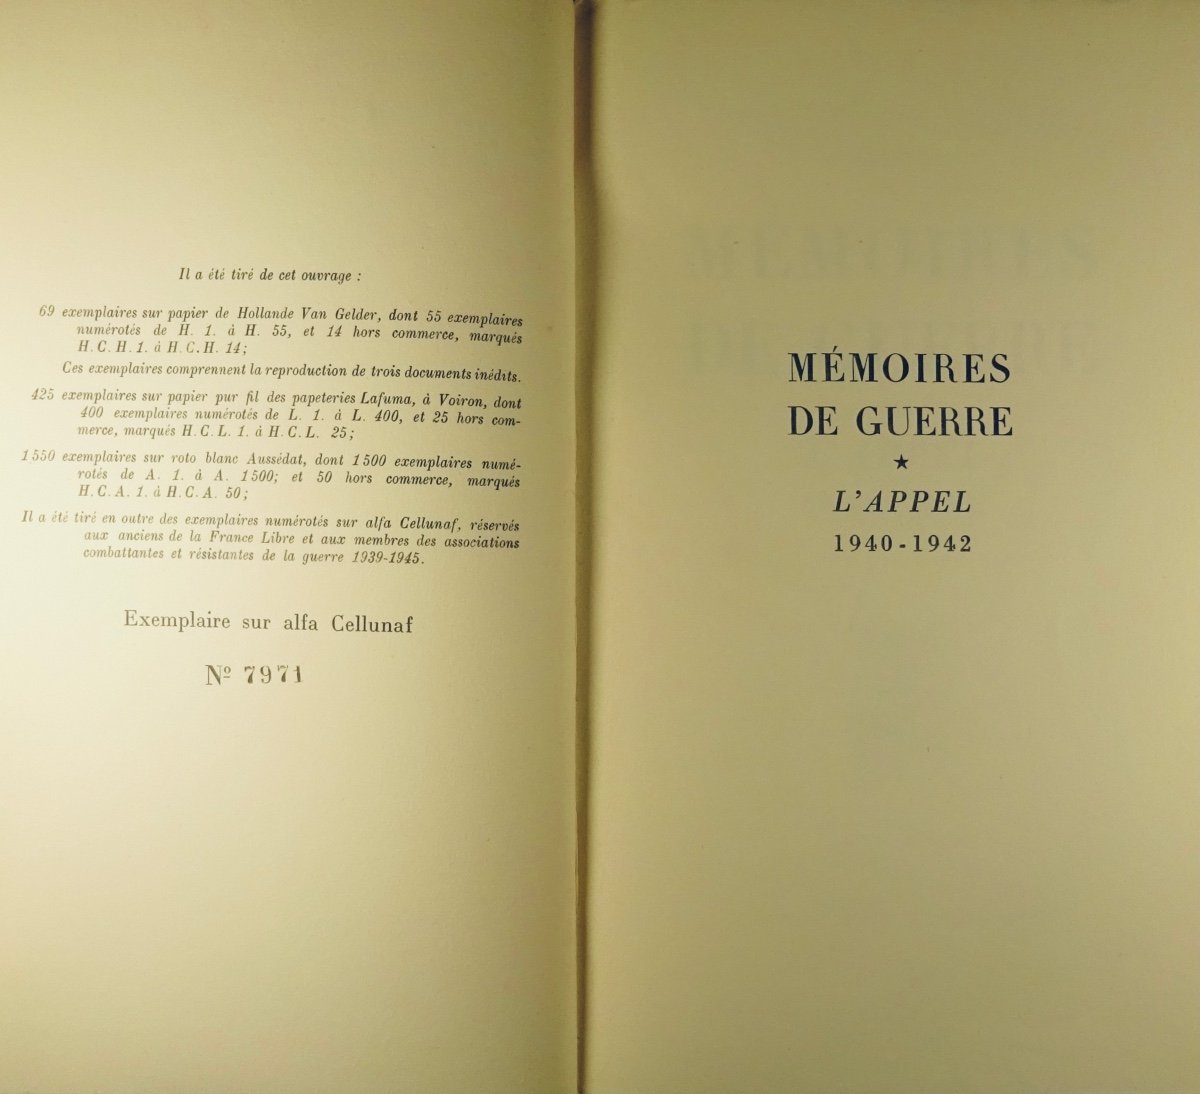 Il a été tiré de cet ouvrage :
69 exemplaires sur papier de Hollande Van Gelder, dont 55 exemplaires
numérotés de H. 1. à H. 55, et 14 hors commerce, marqués
H. C. H. 1. à H. C. H. 14;
Ces exemplaires comprennent la reproduction de trois documents inédits.
425 exemplaires sur papier pur fil des papeteries Lafuma, à Voiron, dont
400 exemplaires numérotés de L. 1. à L. 400, et 25 hors com-
merce, marqués H. C. L. 1. à H. C. L. 25;
1 550 exemplaires sur roto blanc Aussédat, dont 1 500 exemplaires numé-
rotés de A. 1. à A. 1500; et 50 hors commerce, marqués
H. C. A. 1. à H. C. A. 50;
Il a été tiré en outre des exemplaires numérotés sur alfa Cellunaf, réservés
aux anciens de la France Libre et aux membres des associations
combattantes et résistantes de la guerre 1939-1945.
Exemplaire sur alfa Cellunaf
Nº 7971
MÉMOIRES
DE GUERRE
★
L'APPEL
1940-1942